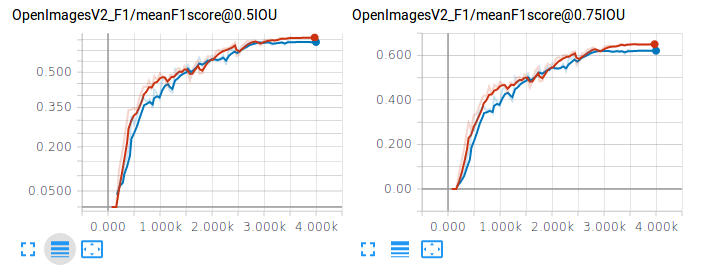 OpenImagesV2_F1/meanF1score@0.5IOU
0.500
0.350
0.200
0.0500
0.000 1.000k 2.000k 3.000k 4.000k
OpenImagesV2_F1/meanF1score@0.75IOU
0.600
0.400
0.200
0.00
0.000 1.000k 2.000k 3.000k 4.000k